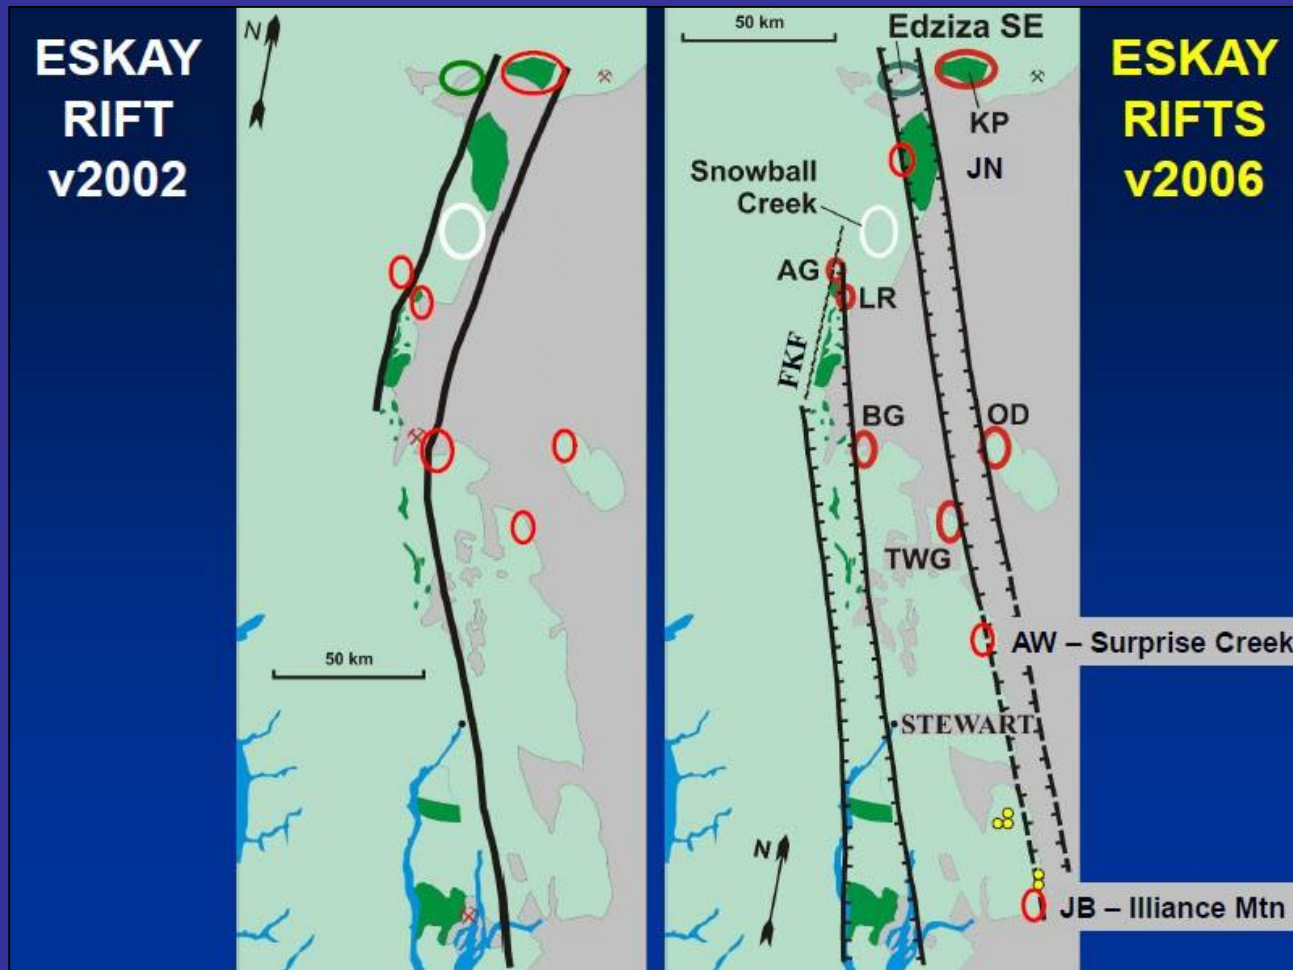 ESKAY
RIFT
v2002
N
50 km
50 km
Edziza SE
KP
JN
Snowball
Creek
AG
LR
FKF
BG
OD
TWG
AW – Surprise Creek
STEWART
N
JB – Illiance Mtn
ESKAY
RIFTS
v2006